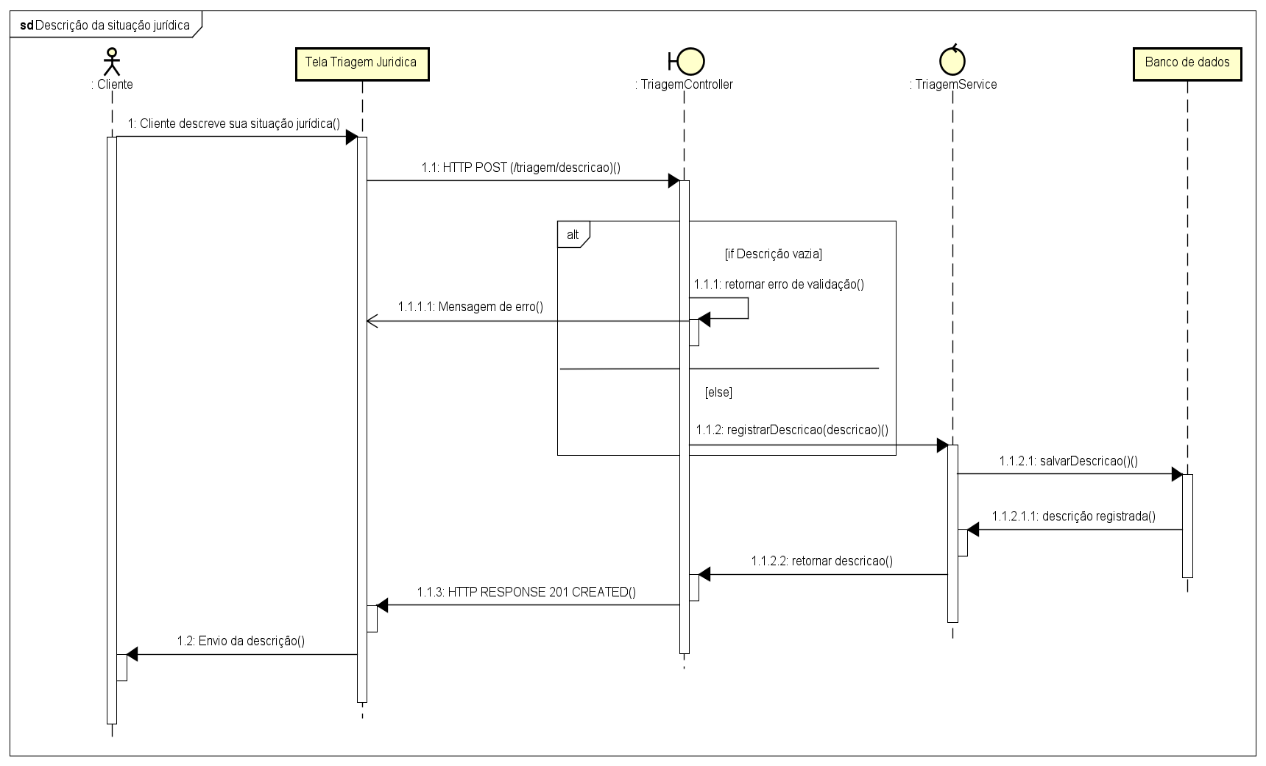 sd Descrição da situação jurídica
: Cliente
Tela Triagem Jurídica
: TriagemController
: TriagemService
Banco de dados
1: Cliente descreve sua situação jurídica()
1.1: HTTP POST (/triagem/descricao)()
alt
[if Descrição vazia]
1.1.1: retornar erro de validação()
1.1.1.1: Mensagem de erro()
[else]
1.1.2: registrarDescricao(descricao)()
1.1.2.1: salvarDescricao()()
1.1.2.1.1: descrição registrada()
1.1.2.2: retornar descricao()
1.1.3: HTTP RESPONSE 201 CREATED()
1.2: Envio da descrição()